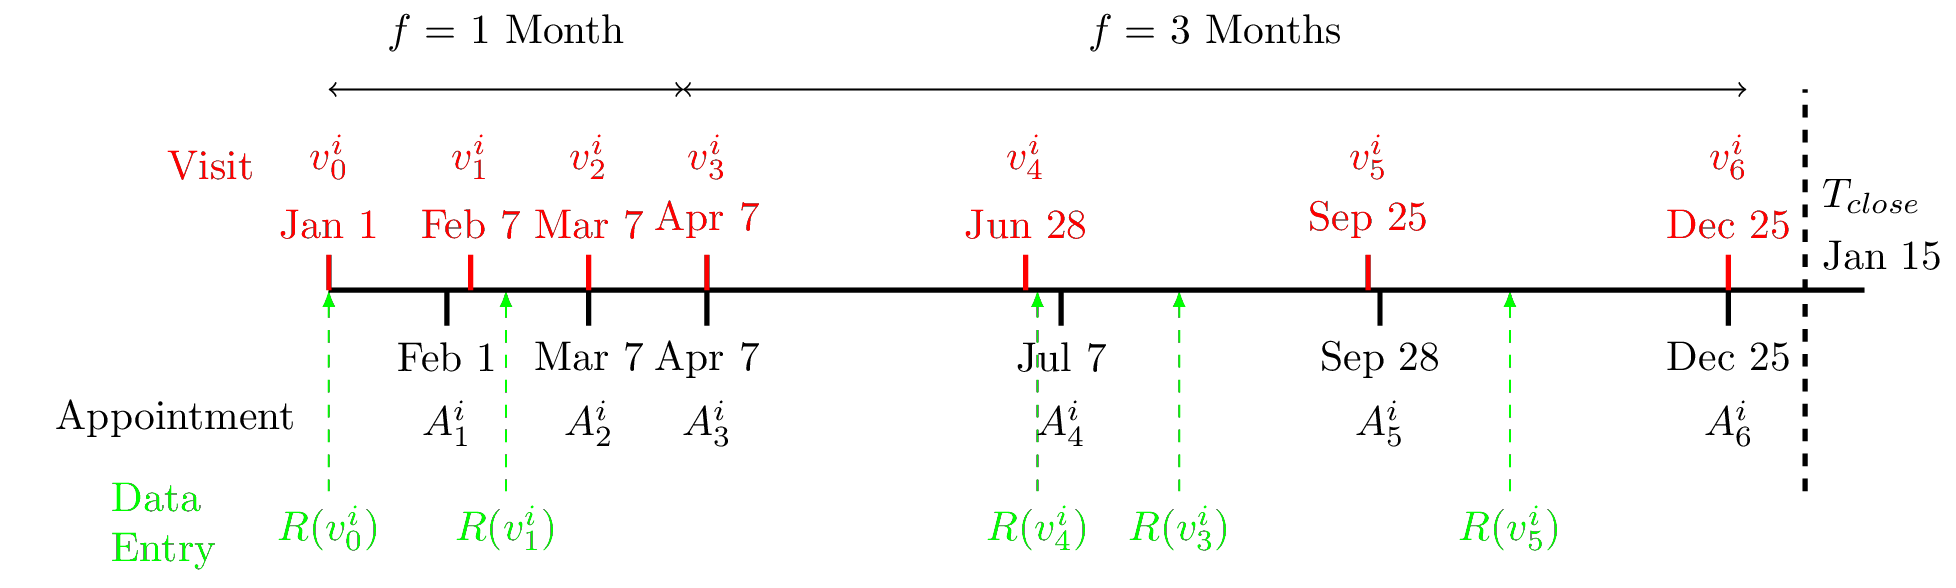 f = 1 Month f = 3 Months
Visit v_0^i v_1^i v_2^i v_3^i v_4^i v_5^i v_6^i
Jan 1 Feb 7 Mar 7 Apr 7 Jun 28 Sep 25 Dec 25
T_close
Jan 15
Feb 1 Mar 7 Apr 7 Jul 7 Sep 28 Dec 25
Appointment A_1^i A_2^i A_3^i A_4^i A_5^i A_6^i
Data
Entry
R(v_0^i) R(v_1^i) R(v_4^i) R(v_3^i) R(v_5^i)